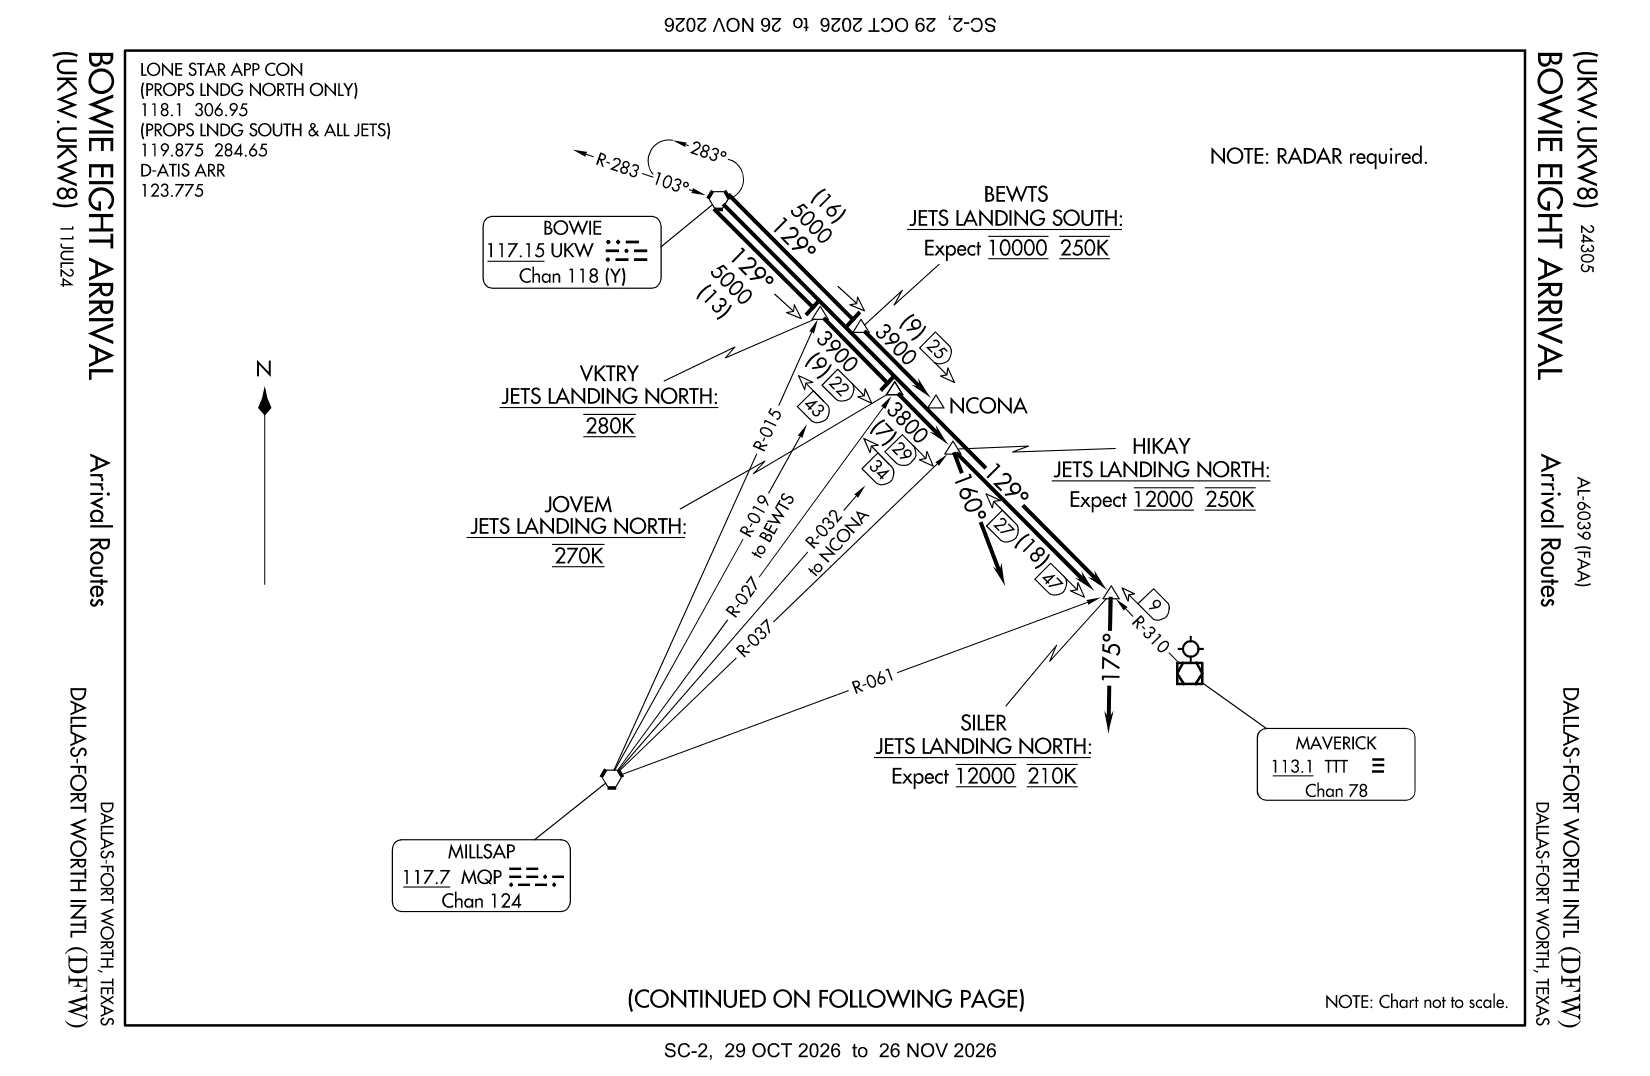 SC-2, 29 OCT 2026 to 26 NOV 2026
(UKW.UKW8) 11JUL24
BOWIE EIGHT ARRIVAL
Arrival Routes
DALLAS-FORT WORTH INTL (DFW)
DALLAS-FORT WORTH, TEXAS
LONE STAR APP CON
(PROPS LNDG NORTH ONLY)
118.1 306.95
(PROPS LNDG SOUTH & ALL JETS)
119.875 284.65
D-ATIS ARR
123.775
NOTE: RADAR required.
283°
R-283
103°
BOWIE
117.15 UKW
Chan 118 (Y)
(16)
5000
129°
129°
5000
(13)
BEWTS
JETS LANDING SOUTH:
Expect 10000 250K
(9)
3900
25
NCONA
VKTRY
JETS LANDING NORTH:
280K
3900
(9)
22
43
3800
(7)
29
34
HIKAY
JETS LANDING NORTH:
Expect 12000 250K
JOVEM
JETS LANDING NORTH:
270K
R-015
R-019
to BEWTS
R-027
R-032
to NCONA
R-037
R-061
129°
160°
27
(18)
47
9
R-310
175°
SILER
JETS LANDING NORTH:
Expect 12000 210K
MAVERICK
113.1 TTT
Chan 78
MILLSAP
117.7 MQP
Chan 124
N
(CONTINUED ON FOLLOWING PAGE)
NOTE: Chart not to scale.
(UKW.UKW8) 24305
BOWIE EIGHT ARRIVAL
Arrival Routes
AL-6039 (FAA)
DALLAS-FORT WORTH INTL (DFW)
DALLAS-FORT WORTH, TEXAS
SC-2, 29 OCT 2026 to 26 NOV 2026